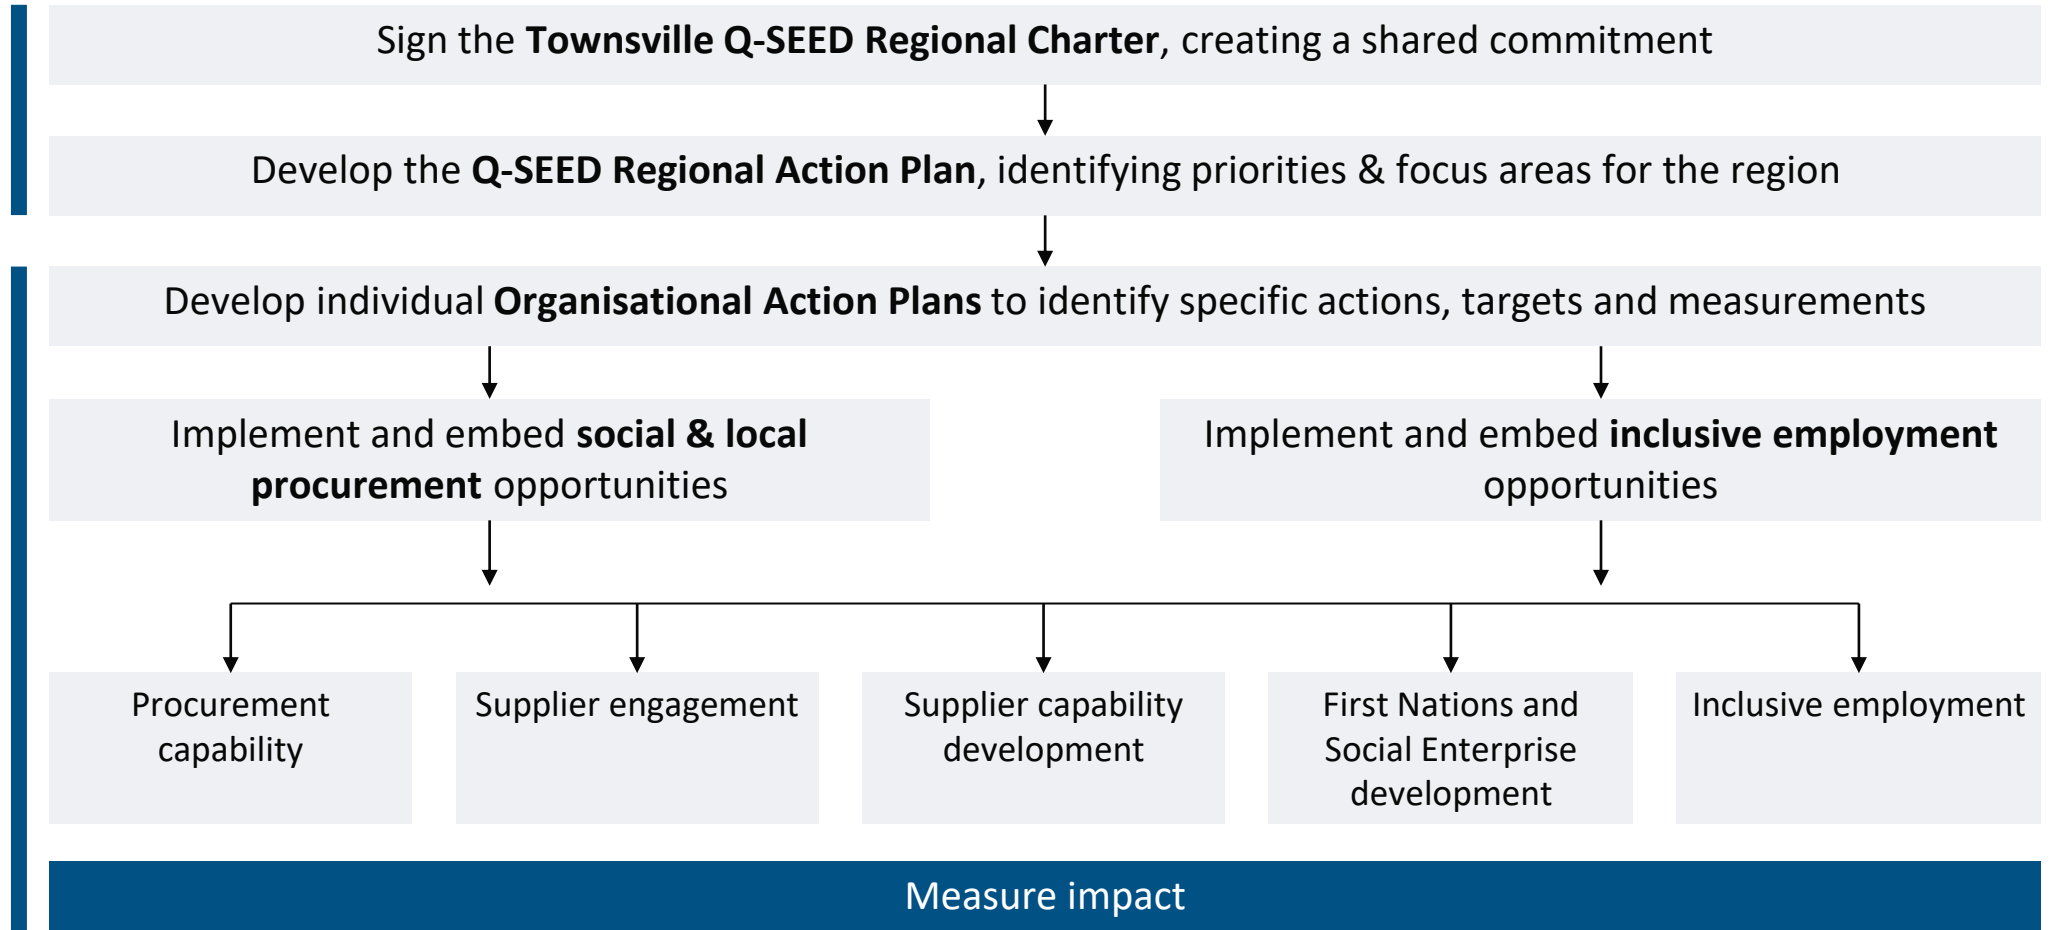 Sign the Townsville Q-SEED Regional Charter, creating a shared commitment
Develop the Q-SEED Regional Action Plan, identifying priorities & focus areas for the region
Develop individual Organisational Action Plans to identify specific actions, targets and measurements
Implement and embed social & local
procurement opportunities
Implement and embed inclusive employment
opportunities
Procurement
capability
Supplier engagement
Supplier capability
development
First Nations and
Social Enterprise
development
Inclusive employment
Measure impact